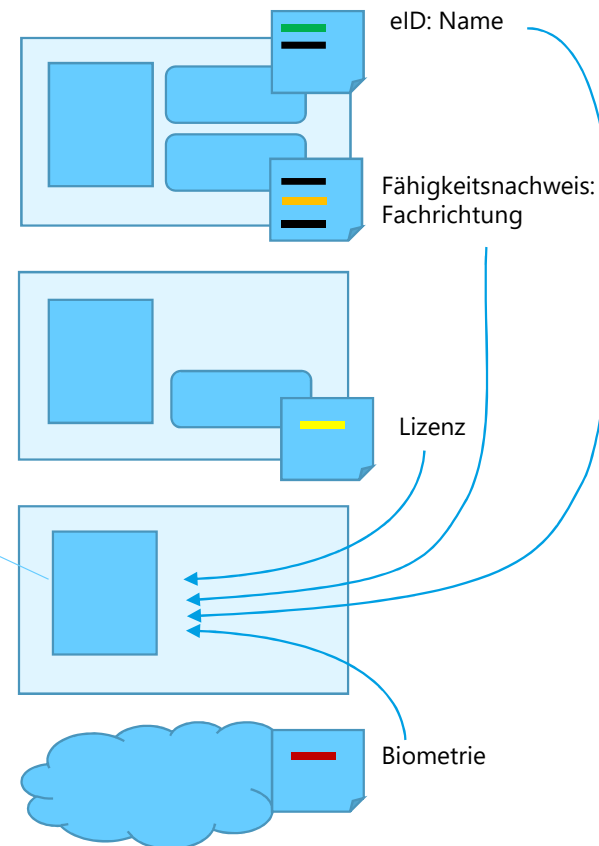 eID: Name
Fähigkeitsnachweis:
Fachrichtung
Lizenz
Biometrie